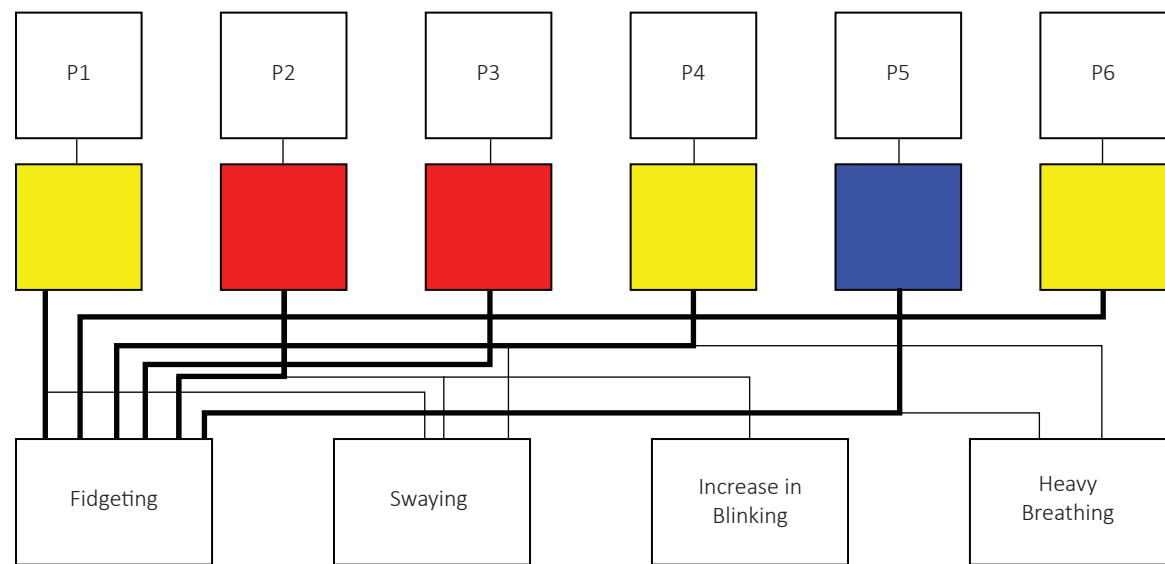 P1
P2
P3
P4
P5
P6
Fidgeting
Swaying
Increase in
Blinking
Heavy
Breathing